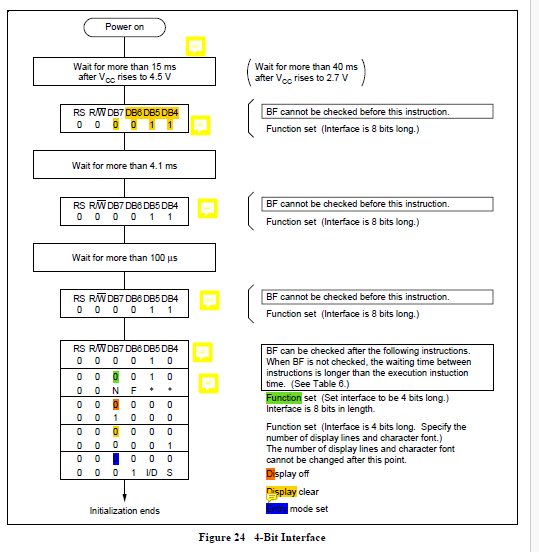 Power on
Wait for more than 15 ms
after VCC rises to 4.5 V
Wait for more than 40 ms
after VCC rises to 2.7 V
RS R/W DB7 DB6 DB5 DB4
0 0 0 0 1 1
BF cannot be checked before this instruction.
Function set (Interface is 8 bits long.)
Wait for more than 4.1 ms
RS R/W DB7 DB6 DB5 DB4
0 0 0 0 1 1
BF cannot be checked before this instruction.
Function set (Interface is 8 bits long.)
Wait for more than 100 μs
RS R/W DB7 DB6 DB5 DB4
0 0 0 0 1 1
BF cannot be checked before this instruction.
Function set (Interface is 8 bits long.)
RS R/W DB7 DB6 DB5 DB4
0 0 0 0 1 0
0 0 0 0 1 0
0 0 N F * *
0 0 0 0 0 0
0 0 1 0 0 0
0 0 0 0 0 0
0 0 0 0 0 1
0 0 0 0 0 0
0 0 0 1 I/D S
BF can be checked after the following instructions.
When BF is not checked, the waiting time between
instructions is longer than the execution instuction
time. (See Table 6.)
Function set (Set interface to be 4 bits long.)
Interface is 8 bits in length.
Function set (Interface is 4 bits long. Specify the
number of display lines and character font.)
The number of display lines and character font
cannot be changed after this point.
Display off
Display clear
mode set
Initialization ends
Figure 24 4-Bit Interface